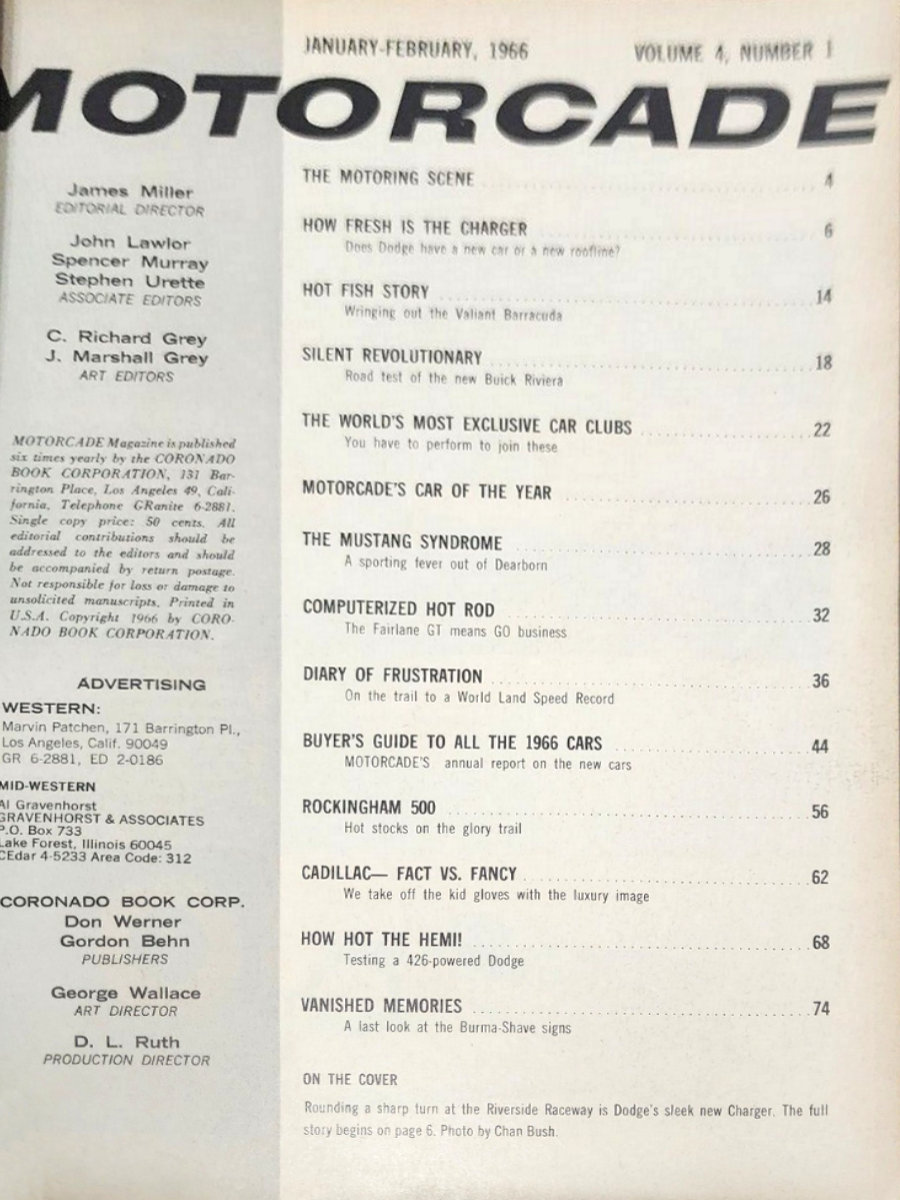 JANUARY-FEBRUARY, 1966 VOLUME 4, NUMBER 1
MOTORCADE
James Miller
EDITORIAL DIRECTOR
John Lawlor
Spencer Murray
Stephen Urette
ASSOCIATE EDITORS
C. Richard Grey
J. Marshall Grey
ART EDITORS
MOTORCADE Magazine is published
six times yearly by the CORONADO
BOOK CORPORATION, 131 Bar-
rington Place, Los Angeles 49, Cali-
fornia. Telephone GRanite 6-2881.
Single copy price: 50 cents. All
editorial contributions should be
addressed to the editors and should
be accompanied by return postage.
Not responsible for loss or damage to
unsolicited manuscripts. Printed in
U.S.A. Copyright 1966 by CORO-
NADO BOOK CORPORATION.
ADVERTISING
WESTERN:
Marvin Patchen, 171 Barrington Pl.,
Los Angeles, Calif. 90049
GR 6-2881, ED 2-0186
MID-WESTERN
Al Gravenhorst
GRAVENHORST & ASSOCIATES
P.O. Box 733
Lake Forest, Illinois 60045
CEdar 4-5233 Area Code: 312
CORONADO BOOK CORP.
Don Werner
Gordon Behn
PUBLISHERS
George Wallace
ART DIRECTOR
D. L. Ruth
PRODUCTION DIRECTOR
THE MOTORING SCENE 4
HOW FRESH IS THE CHARGER 6
Does Dodge have a new car or a new roofline?
HOT FISH STORY 14
Wringing out the Valiant Barracuda
SILENT REVOLUTIONARY 18
Road test of the new Buick Riviera
THE WORLD'S MOST EXCLUSIVE CAR CLUBS 22
You have to perform to join these
MOTORCADE'S CAR OF THE YEAR 26
THE MUSTANG SYNDROME 28
A sporting fever out of Dearborn
COMPUTERIZED HOT ROD 32
The Fairlane GT means GO business
DIARY OF FRUSTRATION 36
On the trail to a World Land Speed Record
BUYER'S GUIDE TO ALL THE 1966 CARS 44
MOTORCADE'S annual report on the new cars
ROCKINGHAM 500 56
Hot stocks on the glory trail
CADILLAC— FACT VS. FANCY 62
We take off the kid gloves with the luxury image
HOW HOT THE HEMI! 68
Testing a 426-powered Dodge
VANISHED MEMORIES 74
A last look at the Burma-Shave signs
ON THE COVER
Rounding a sharp turn at the Riverside Raceway is Dodge's sleek new Charger. The full
story begins on page 6. Photo by Chan Bush.